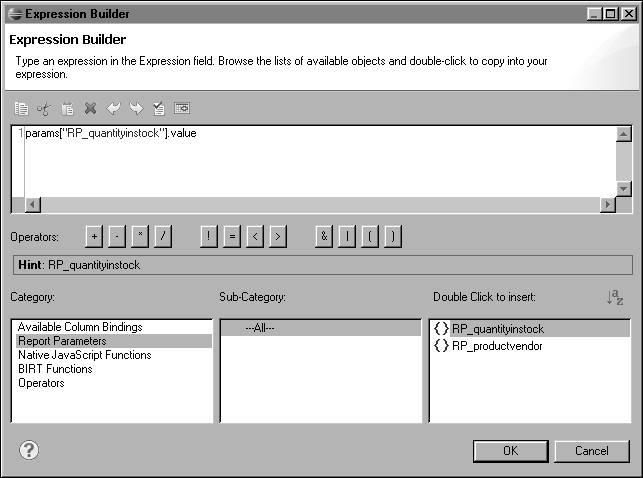 Expression Builder
Expression Builder
Type an expression in the Expression field. Browse the lists of available objects and double-click to copy into your
expression.
1 params["RP_quantityinstock"].value
Operators: + - * / ! = < > & | ( )
Hint: RP_quantityinstock
Category: Sub-Category: Double Click to insert: a z
Available Column Bindings
Report Parameters
Native JavaScript Functions
BIRT Functions
Operators
---All---
{} RP_quantityinstock
{} RP_productvendor
? OK Cancel